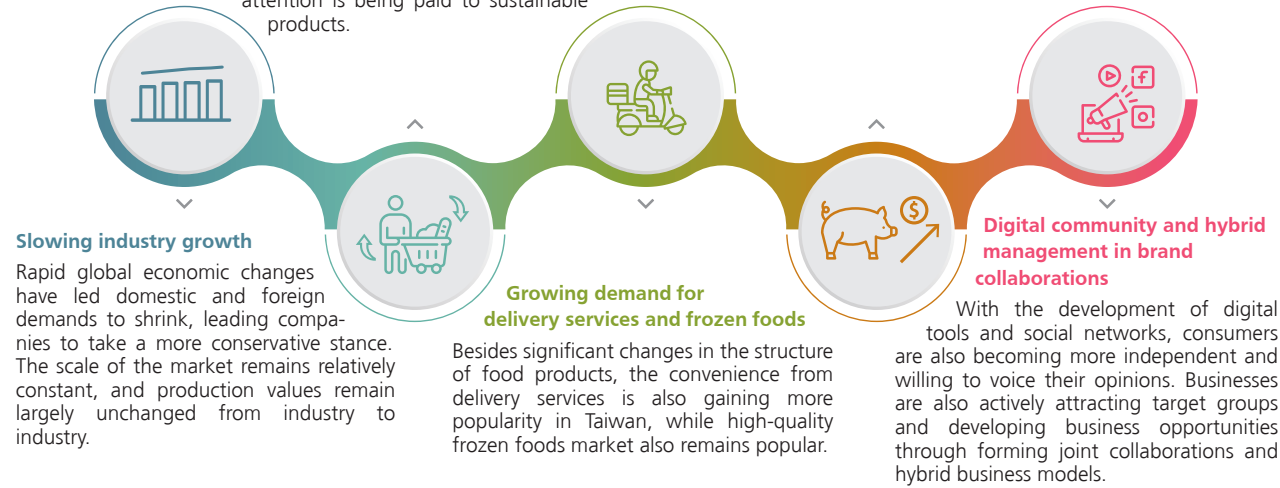 attention is being paid to sustainable
products.
Slowing industry growth
Rapid global economic changes
have led domestic and foreign
demands to shrink, leading compa-
nies to take a more conservative stance.
The scale of the market remains relatively
constant, and production values remain
largely unchanged from industry to
industry.
Growing demand for
delivery services and frozen foods
Besides significant changes in the structure
of food products, the convenience from
delivery services is also gaining more
popularity in Taiwan, while high-quality
frozen foods market also remains popular.
Digital community and hybrid
management in brand
collaborations
With the development of digital
tools and social networks, consumers
are also becoming more independent and
willing to voice their opinions. Businesses
are also actively attracting target groups
and developing business opportunities
through forming joint collaborations and
hybrid business models.